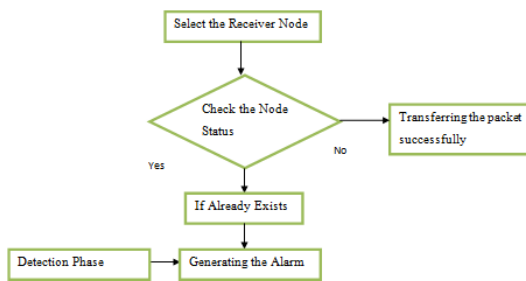 Select the Receiver Node
Check the Node
Status
Transferring the packet
successfully
Yes
No
If Already Exists
Detection Phase
Generating the Alarm